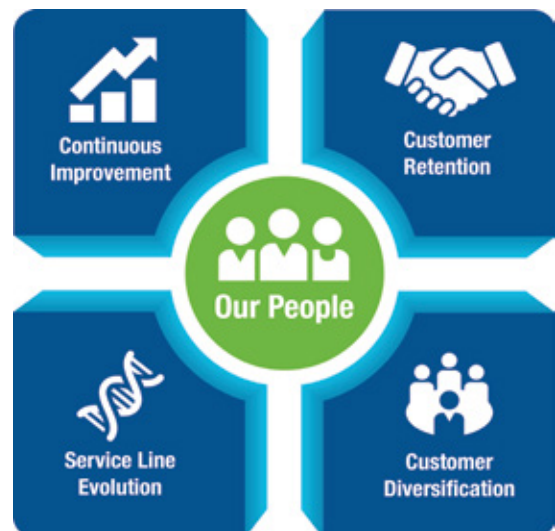 Continuous
Improvement
Customer
Retention
Our People
Service Line
Evolution
Customer
Diversification